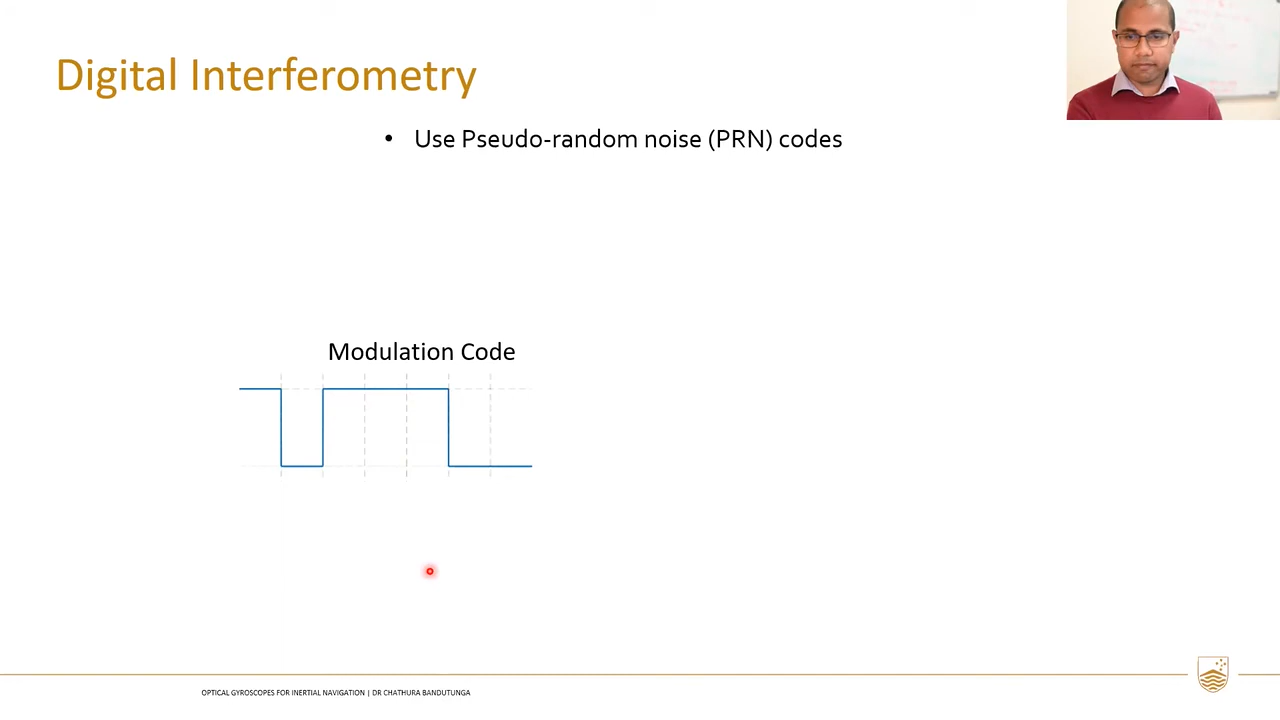 Digital Interferometry
• Use Pseudo-random noise (PRN) codes
Modulation Code
OPTICAL GYROSCOPES FOR INERTIAL NAVIGATION | DR CHATHURA BANDUTUNGA